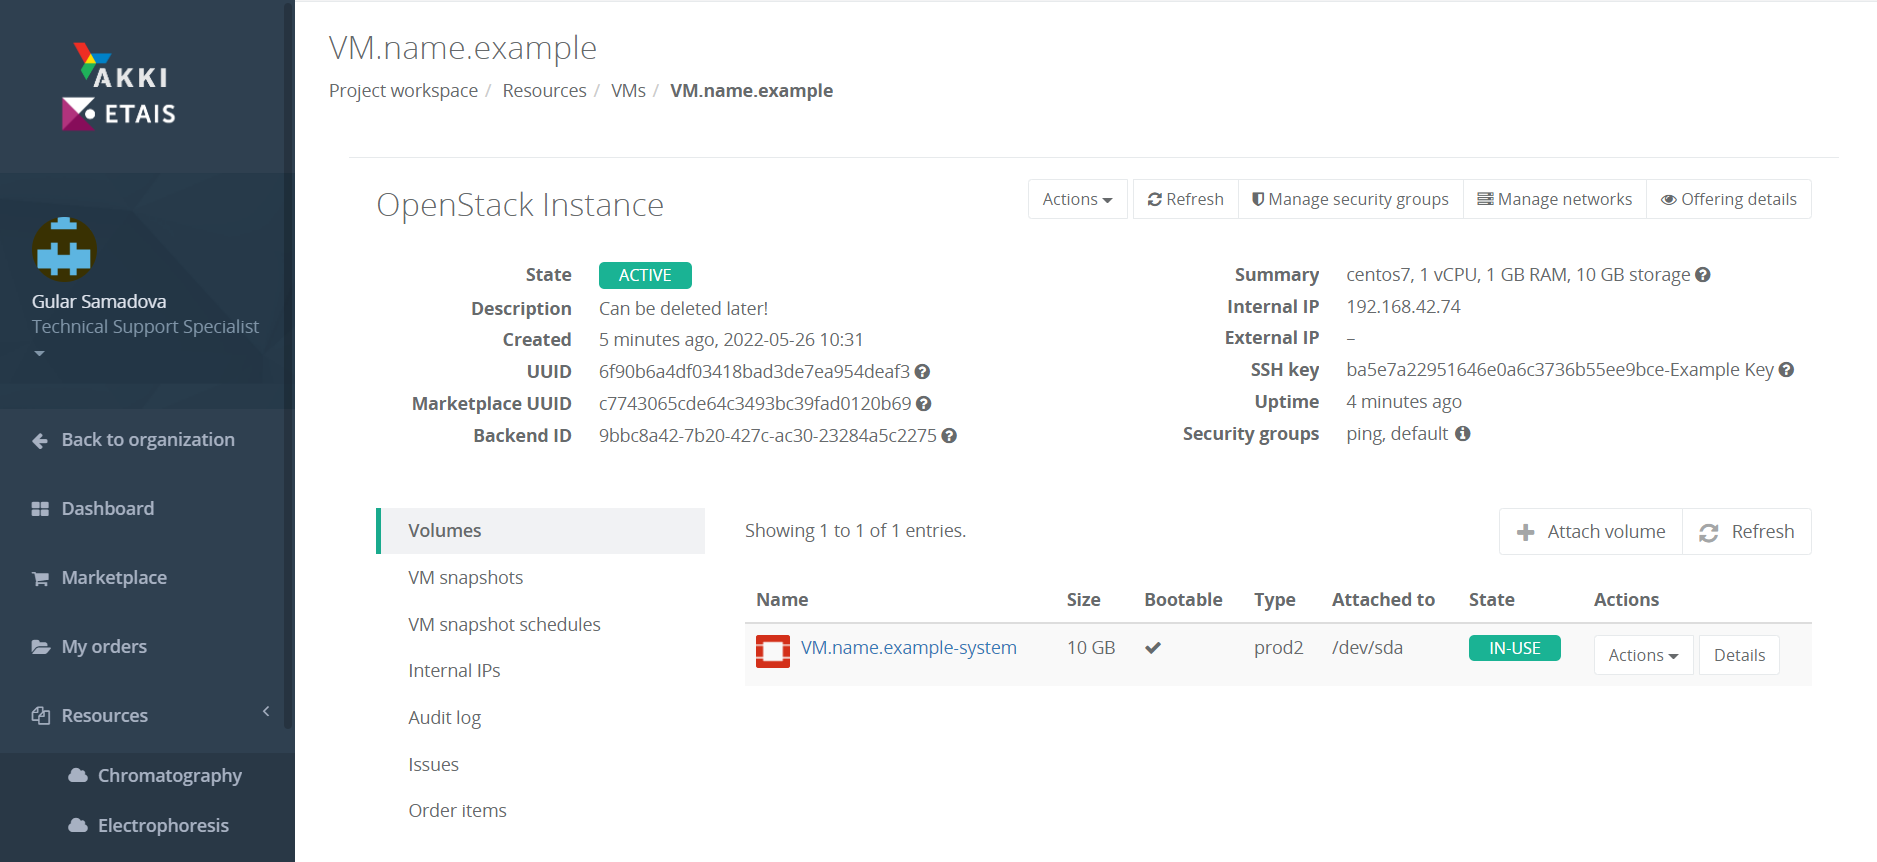 AKKI
ETAIS
Gular Samadova
Technical Support Specialist
Back to organization
Dashboard
Marketplace
My orders
Resources
Chromatography
Electrophoresis
VM.name.example
Project workspace / Resources / VMs / VM.name.example
OpenStack Instance
Actions Refresh Manage security groups Manage networks Offering details
State ACTIVE
Description Can be deleted later!
Created 5 minutes ago, 2022-05-26 10:31
UUID 6f90b6a4df03418bad3de7ea954deaf3
Marketplace UUID c7743065cde64c3493bc39fad0120b69
Backend ID 9bbc8a42-7b20-427c-ac30-23284a5c2275
Summary centos7, 1 vCPU, 1 GB RAM, 10 GB storage
Internal IP 192.168.42.74
External IP –
SSH key ba5e7a22951646e0a6c3736b55ee9bce-Example Key
Uptime 4 minutes ago
Security groups ping, default
Volumes
VM snapshots
VM snapshot schedules
Internal IPs
Audit log
Issues
Order items
Showing 1 to 1 of 1 entries.
Attach volume Refresh
Name Size Bootable Type Attached to State Actions
VM.name.example-system 10 GB prod2 /dev/sda IN-USE Actions Details